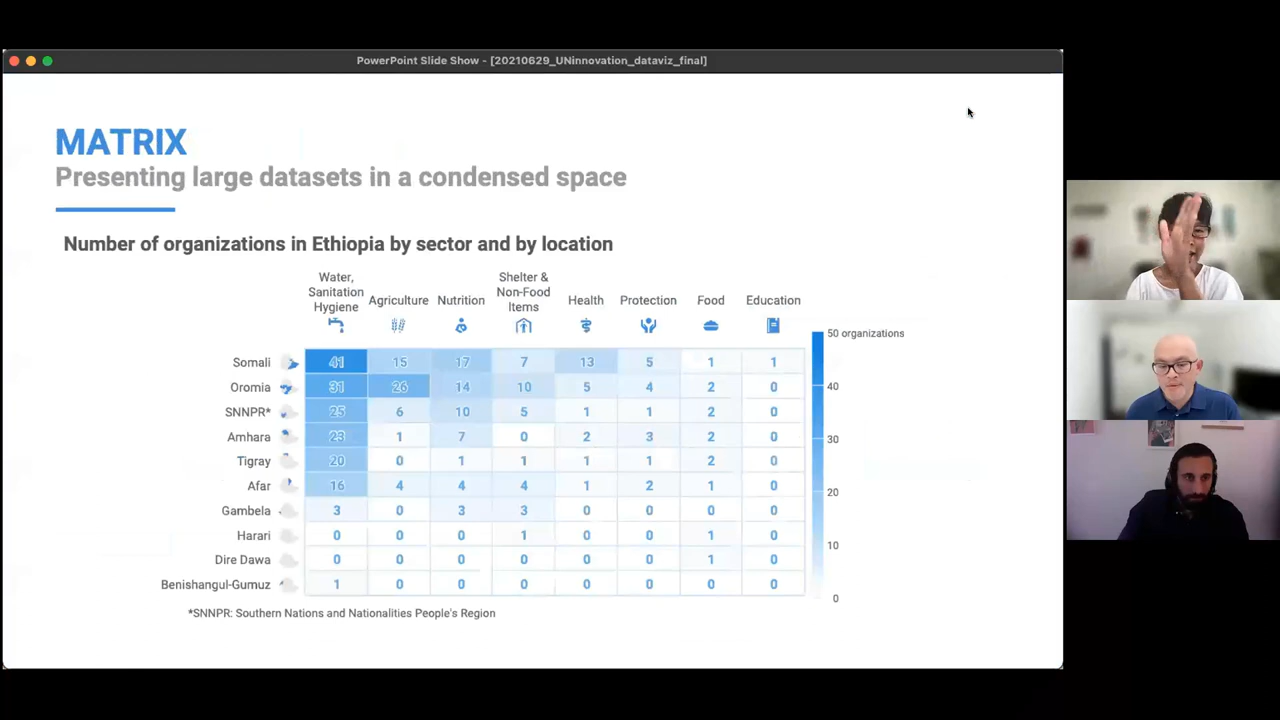 PowerPoint Slide Show - [20210629_UNinnovation_dataviz_final]
MATRIX
Presenting large datasets in a condensed space
Number of organizations in Ethiopia by sector and by location
Water, Sanitation Hygiene Agriculture Nutrition Shelter & Non-Food Items Health Protection Food Education
50 organizations
Somali 41 15 17 7 13 5 1 1
40
Oromia 31 26 14 10 5 4 2 0
SNNPR* 25 6 10 5 1 1 2 0
30
Amhara 23 1 7 0 2 3 2 0
Tigray 20 0 1 1 1 1 2 0
20
Afar 16 4 4 4 1 2 1 0
Gambela 3 0 3 3 0 0 0 0
10
Harari 0 0 0 1 0 0 1 0
Dire Dawa 0 0 0 0 0 0 1 0
Benishangul-Gumuz 1 0 0 0 0 0 0 0
0
*SNNPR: Southern Nations and Nationalities People's Region